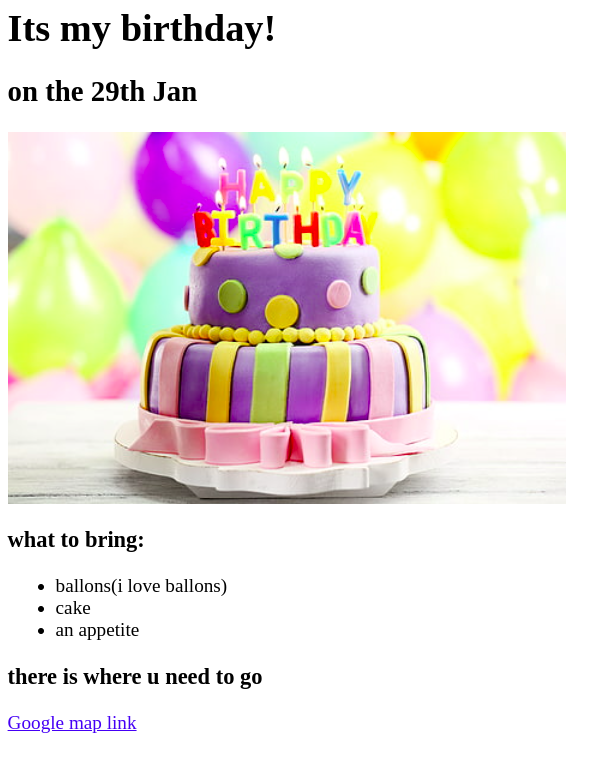 Its my birthday!
on the 29th Jan
HAPPY
BIRTHDAY
what to bring:
ballons(i love ballons)
cake
an appetite
there is where u need to go
Google map link